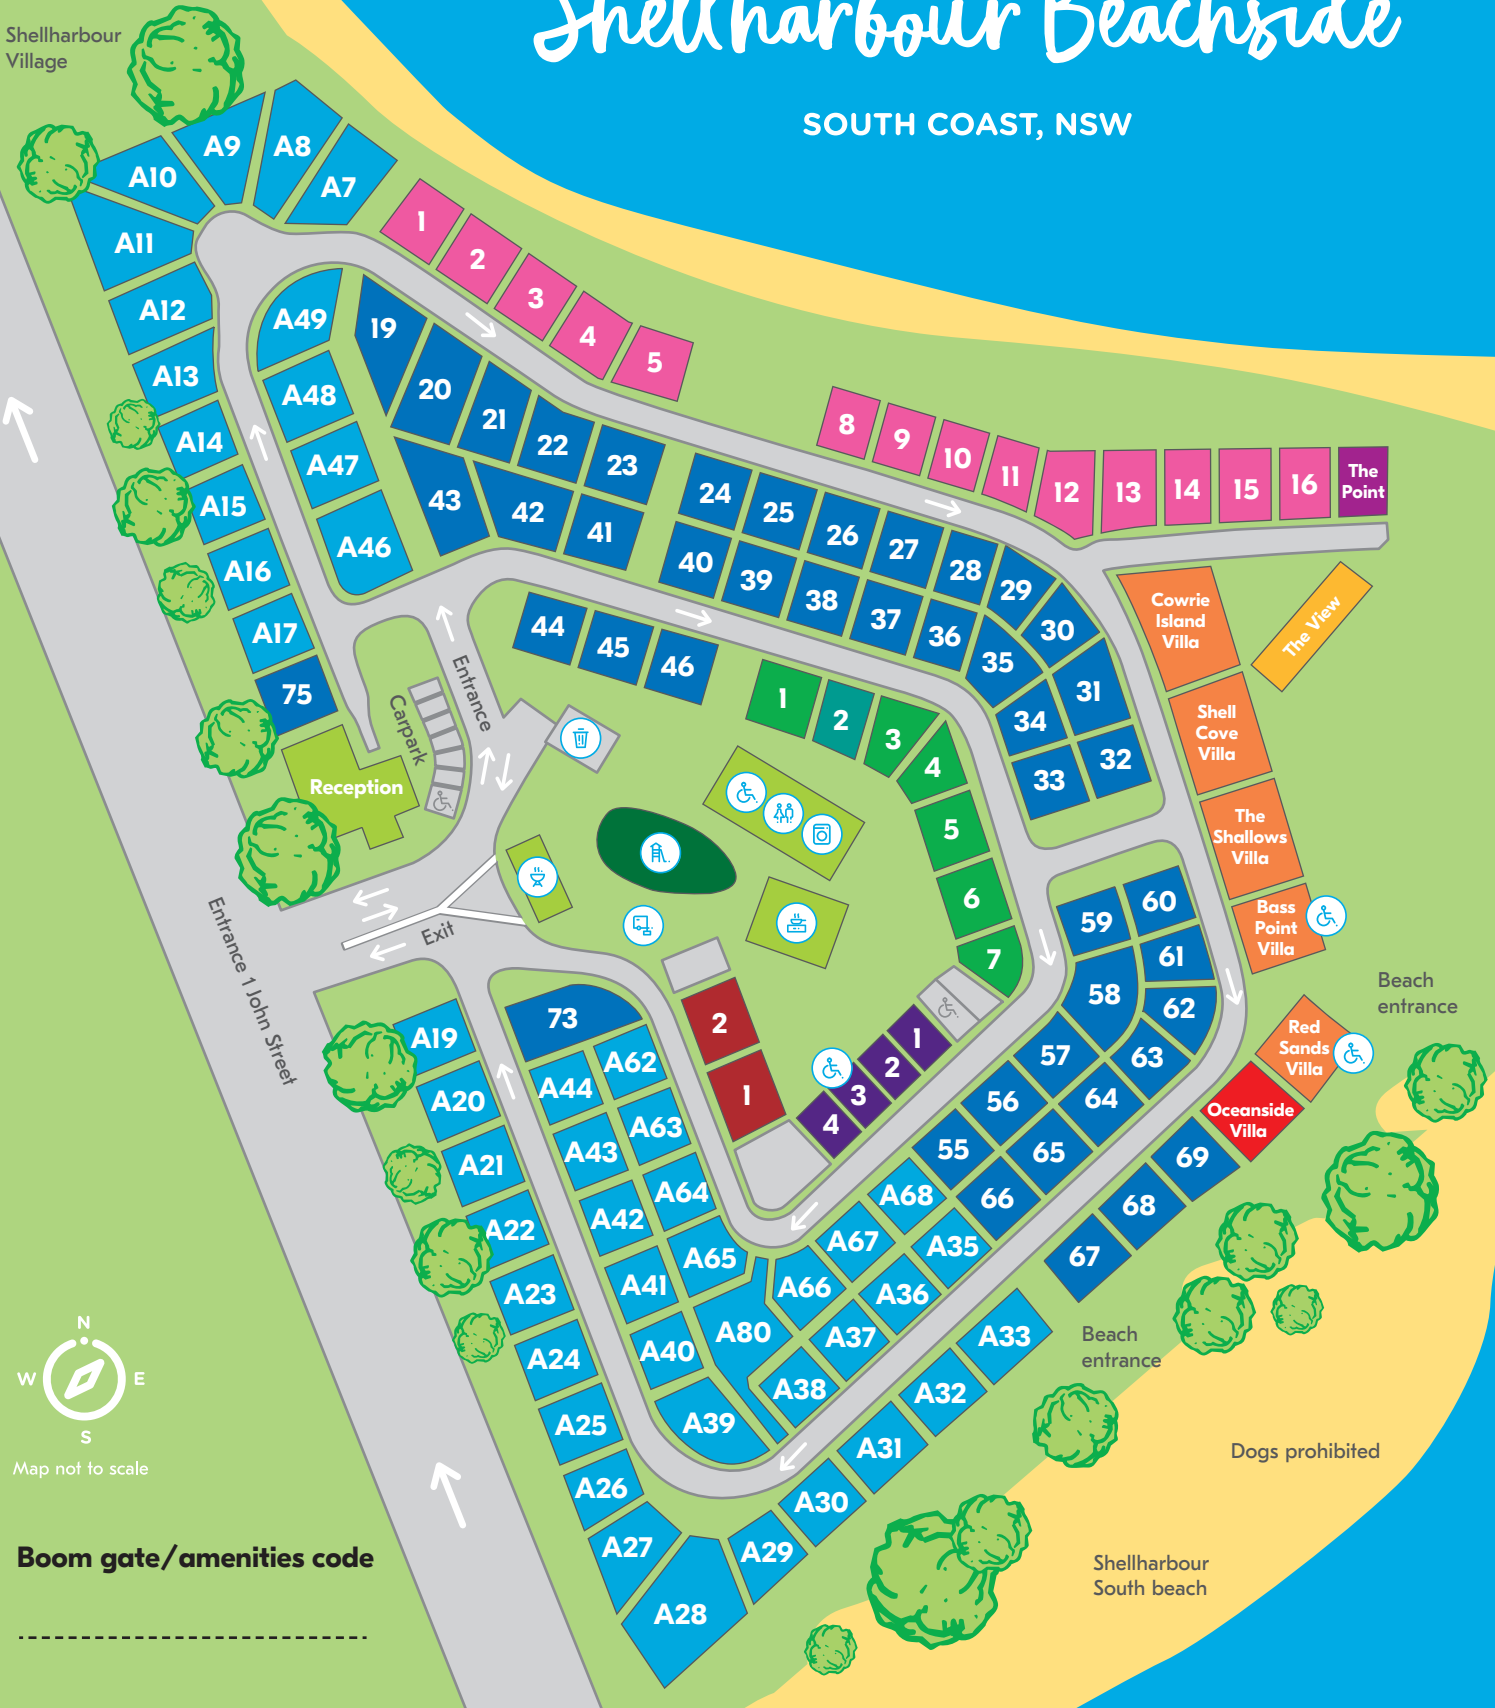 Shellharbour Beachside
SOUTH COAST, NSW
Shellharbour
Village
A9
A8
A10
A7
A11
1
2
3
4
5
A12
A49
19
A13
A48
20
21
22
23
8
9
10
11
12
13
14
15
16
The
Point
A14
A47
43
42
41
24
25
26
27
28
29
30
31
32
A15
A46
40
39
38
37
36
35
34
33
A16
A17
75
44
45
46
Entrance
Carpark
Reception
Cowrie
Island
Villa
The View
Shell
Cove
Villa
The
Shallows
Villa
Bass
Point
Villa
1
2
3
4
5
6
7
Entrance 1 John Street
Exit
59
60
61
58
62
57
63
56
64
55
65
66
Beach
entrance
Red
Sands
Villa
Oceanside
Villa
69
68
67
73
2
1
1
2
3
4
A19
A20
A21
A22
A23
A24
A25
A26
A27
A28
A29
A30
A31
A32
A33
A44
A62
A43
A63
A42
A64
A41
A65
A40
A80
A39
A66
A67
A68
A35
A36
A37
A38
Beach
entrance
Dogs prohibited
Shellharbour
South beach
N
W
E
S
Map not to scale
Boom gate/amenities code